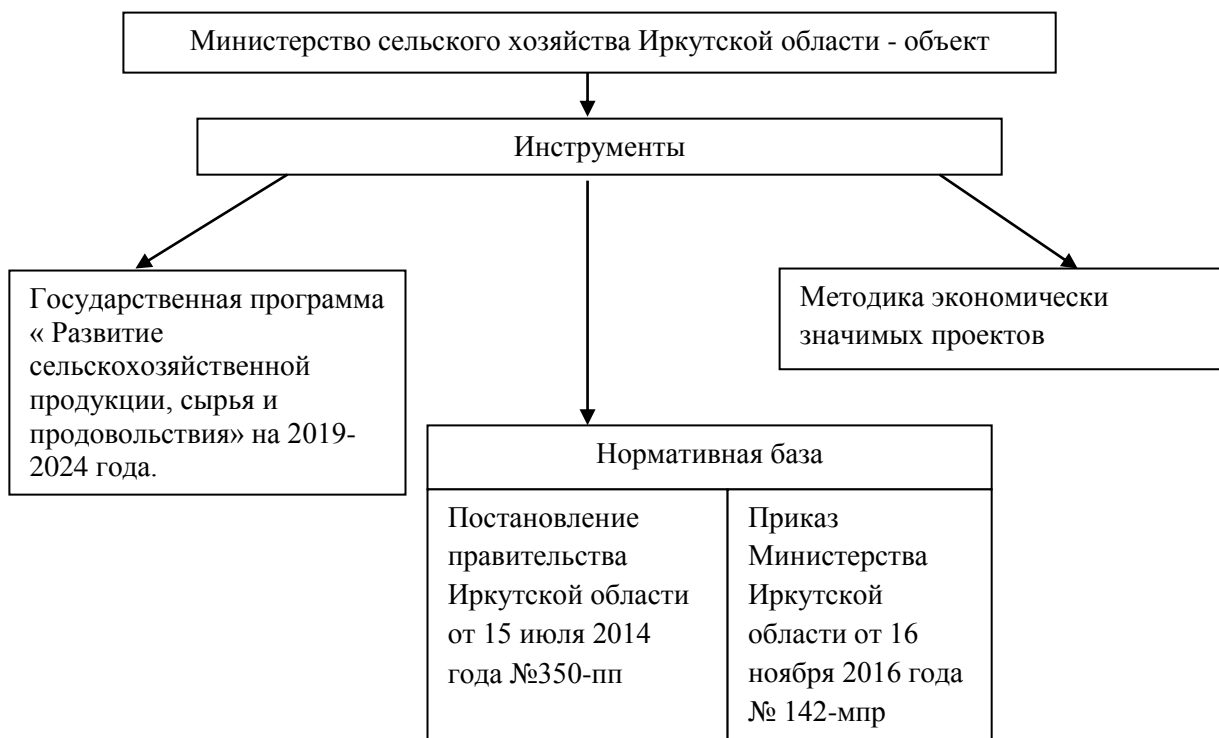 Министерство сельского хозяйства Иркутской области - объект
Инструменты
Государственная программа
« Развитие
сельскохозяйственной
продукции, сырья и
продовольствия» на 2019-
2024 года.
Методика экономически
значимых проектов
Нормативная база
Постановление
правительства
Иркутской области
от 15 июля 2014
года №350-пп
Приказ
Министерства
Иркутской
области от 16
ноября 2016 года
№ 142-мпр